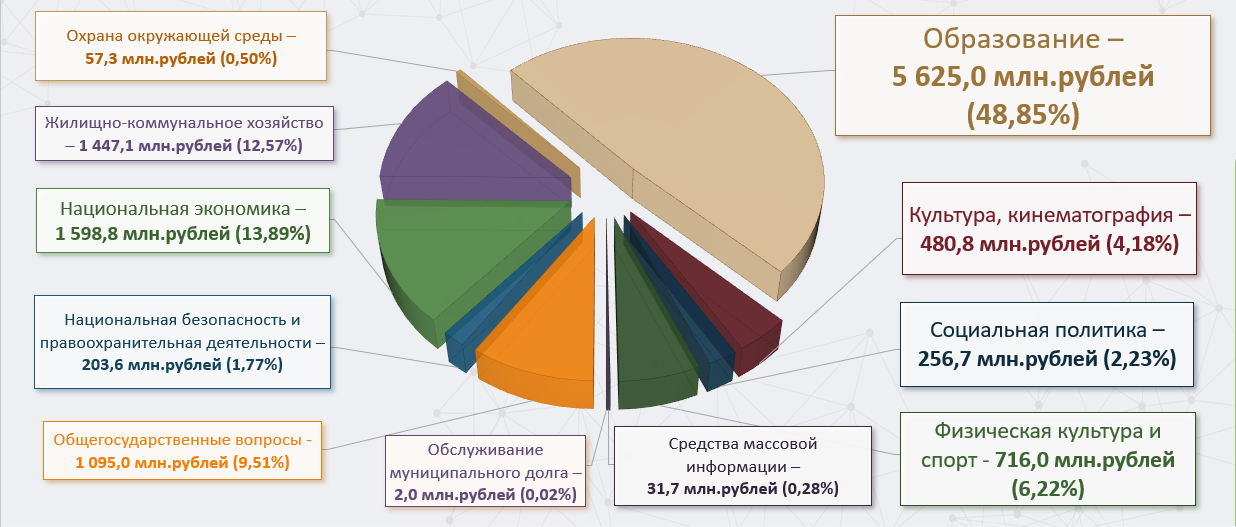 Охрана окружающей среды –
57,3 млн.рублей (0,50%)
Жилищно-коммунальное хозяйство
– 1 447,1 млн.рублей (12,57%)
Национальная экономика –
1 598,8 млн.рублей (13,89%)
Национальная безопасность и
правоохранительная деятельности –
203,6 млн.рублей (1,77%)
Общегосударственные вопросы -
1 095,0 млн.рублей (9,51%)
Обслуживание
муниципального долга –
2,0 млн.рублей (0,02%)
Средства массовой
информации –
31,7 млн.рублей (0,28%)
Образование –
5 625,0 млн.рублей
(48,85%)
Культура, кинематография –
480,8 млн.рублей (4,18%)
Социальная политика –
256,7 млн.рублей (2,23%)
Физическая культура и
спорт - 716,0 млн.рублей
(6,22%)